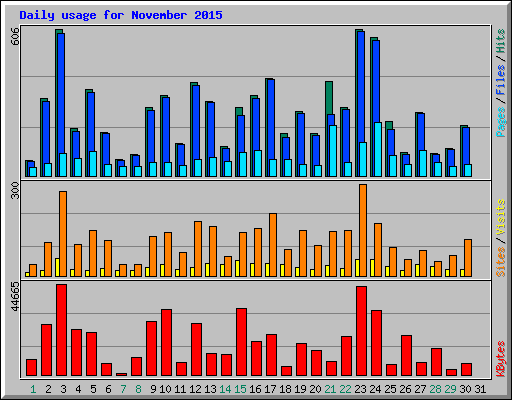 Daily usage for November 2015
606
Pages / Files / Hits
300
Sites / Visits
44665
KBytes
1 2 3 4 5 6 7 8 9 10 11 12 13 14 15 16 17 18 19 20 21 22 23 24 25 26 27 28 29 30 31